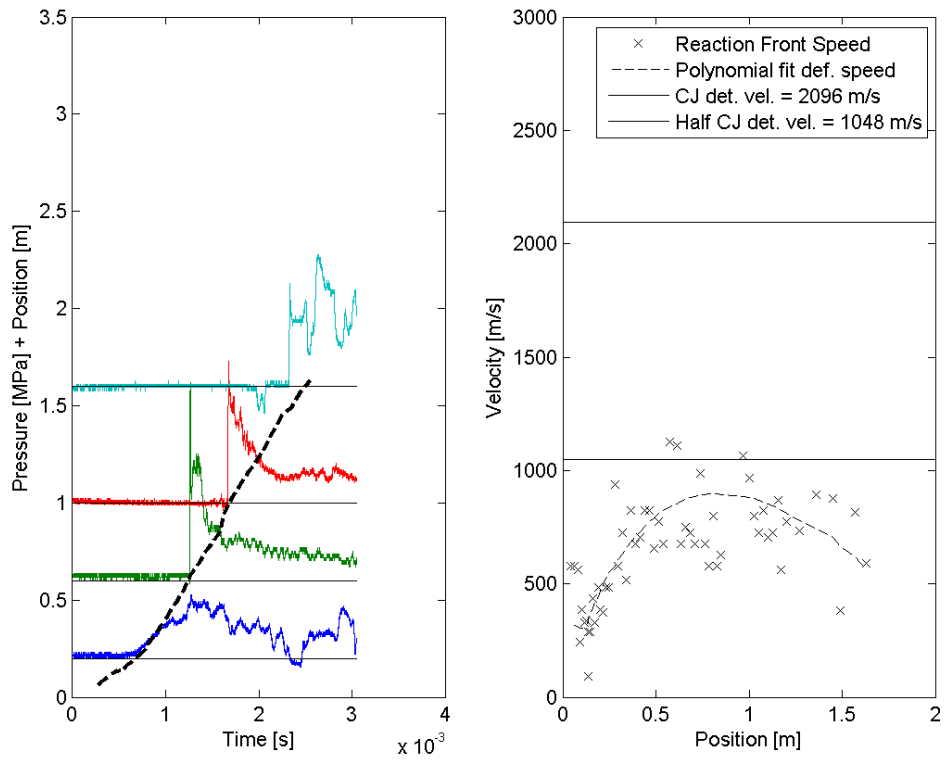 3.5
3
2.5
2
1.5
1
0.5
0
Pressure [MPa] + Position [m]
0 1 2 3 4
Time [s]
x 10⁻³
3000
2500
2000
1500
1000
500
0
Velocity [m/s]
Reaction Front Speed
Polynomial fit def. speed
CJ det. vel. = 2096 m/s
Half CJ det. vel. = 1048 m/s
0 0.5 1 1.5 2
Position [m]